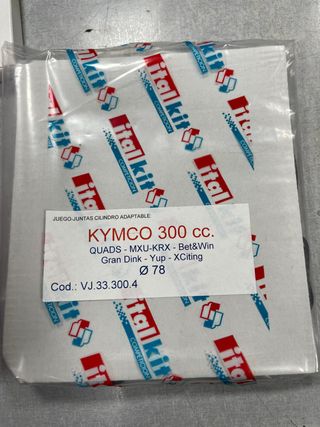 italkit
COMPETICION
JUEGO-JUNTAS CILINDRO ADAPTABLE
KYMCO 300 cc.
QUADS - MXU-KRX - Bet&Win
Gran Dink - Yup - XCiting
Ø 78
Cod.: VJ.33.300.4